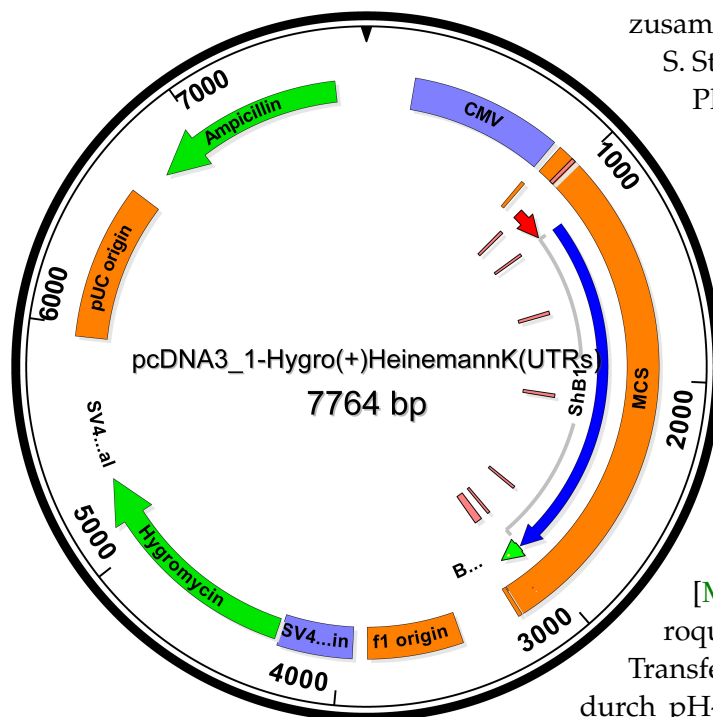 zusam
S. St
Pl
7000
Ampicillin
CMV
1000
pUC origin
6000
pcDNA3_1-Hygro(+)HeinemannK(UTRs)
7764 bp
ShB1
MCS
2000
SV4...al
5000
Hygromycin
B...
SV4...in
f1 origin
3000
4000
[M
roqu
Transfe
durch pH-